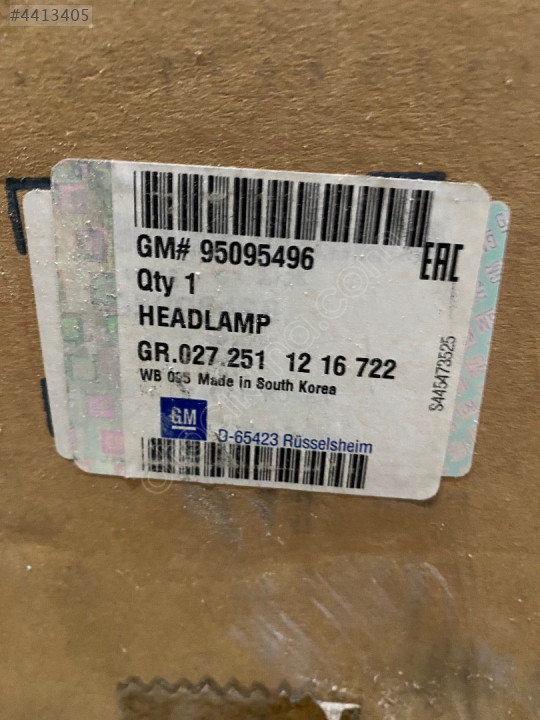 #4413405
GM# 95095496
EAC
Qty 1
HEADLAMP
GR.027.251 12 16 722
WB 095 Made in South Korea
S445473525
GM
D-65423 Rüsselsheim